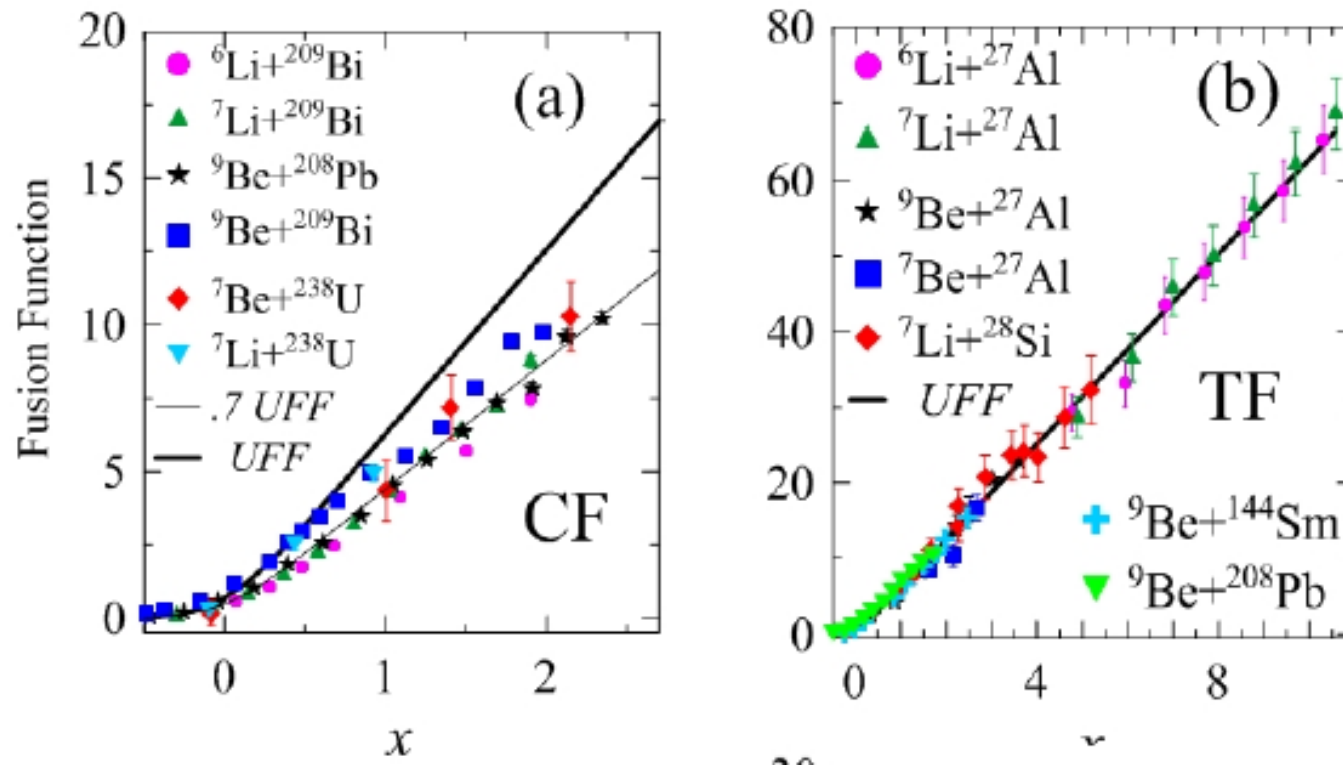 20
15
10
5
0
Fusion Function
⁶Li+²⁰⁹Bi
⁷Li+²⁰⁹Bi
⁹Be+²⁰⁸Pb
⁹Be+²⁰⁹Bi
⁷Be+²³⁸U
⁷Li+²³⁸U
.7 UFF
UFF
(a)
CF
0 1 2
x
80
60
40
20
0
⁶Li+²⁷Al
⁷Li+²⁷Al
⁹Be+²⁷Al
⁷Be+²⁷Al
⁷Li+²⁸Si
UFF
(b)
TF
⁹Be+¹⁴⁴Sm
⁹Be+²⁰⁸Pb
0 4 8